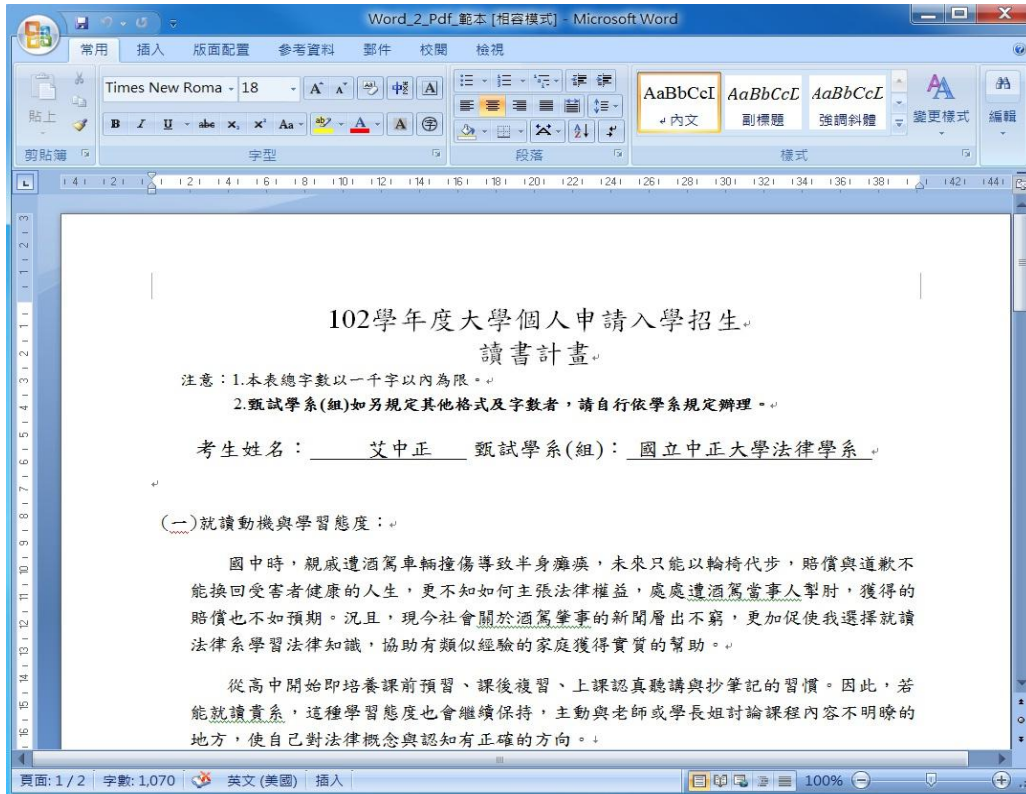 Word_2_Pdf_範本 [相容模式] - Microsoft Word
常用 插入 版面配置 參考資料 郵件 校閱 檢視
貼上
Times New Roma 18
B I U abc x₂ x² Aa ab A A 字
AaBbCcI AaBbCcL AaBbCcL
內文 副標題 強調斜體 變更樣式 編輯
剪貼簿 字型 段落 樣式
102學年度大學個人申請入學招生
讀書計畫
注意：1.本表總字數以一千字以內為限。
2.甄試學系(組)如另規定其他格式及字數者，請自行依學系規定辦理。
考生姓名： 艾中正 甄試學系(組)： 國立中正大學法律學系
(一)就讀動機與學習態度：
國中時，親戚遭酒駕車輛撞傷導致半身癱瘓，未來只能以輪椅代步，賠償與道歉不
能換回受害者健康的人生，更不知如何主張法律權益，處處遭酒駕當事人掣肘，獲得的
賠償也不如預期。況且，現今社會關於酒駕肇事的新聞層出不窮，更加促使我選擇就讀
法律系學習法律知識，協助有類似經驗的家庭獲得實質的幫助。
從高中開始即培養課前預習、課後複習、上課認真聽講與抄筆記的習慣。因此，若
能就讀貴系，這種學習態度也會繼續保持，主動與老師或學長姐討論課程內容不明瞭的
地方，使自己對法律概念與認知有正確的方向。
頁面: 1 / 2 字數: 1,070 英文 (美國) 插入 100%